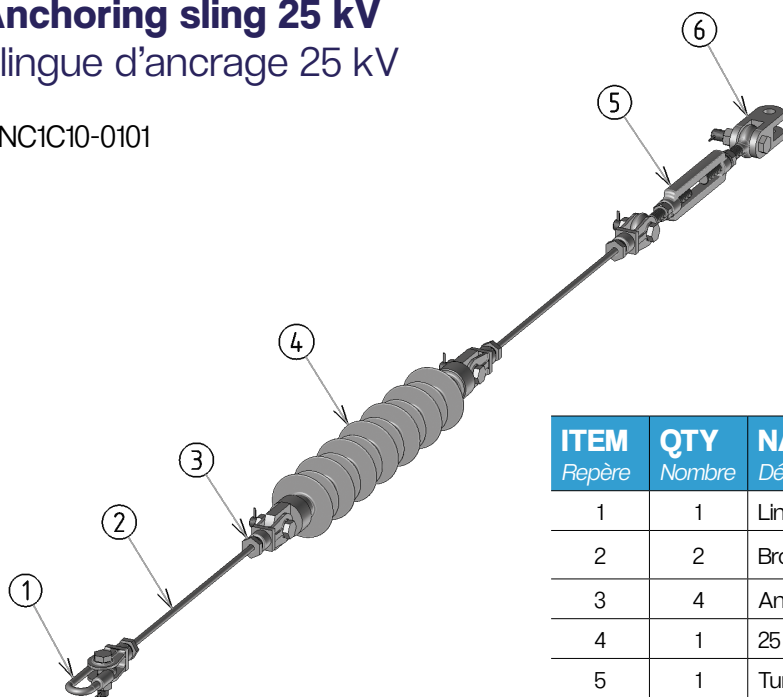 Anchoring sling 25 kV
lingue d'ancrage 25 kV
NC1C10-0101
6
5
4
3
2
1
ITEM QTY
Repère Nombre
1 1
2 2
3 4
4 1 25
5 1